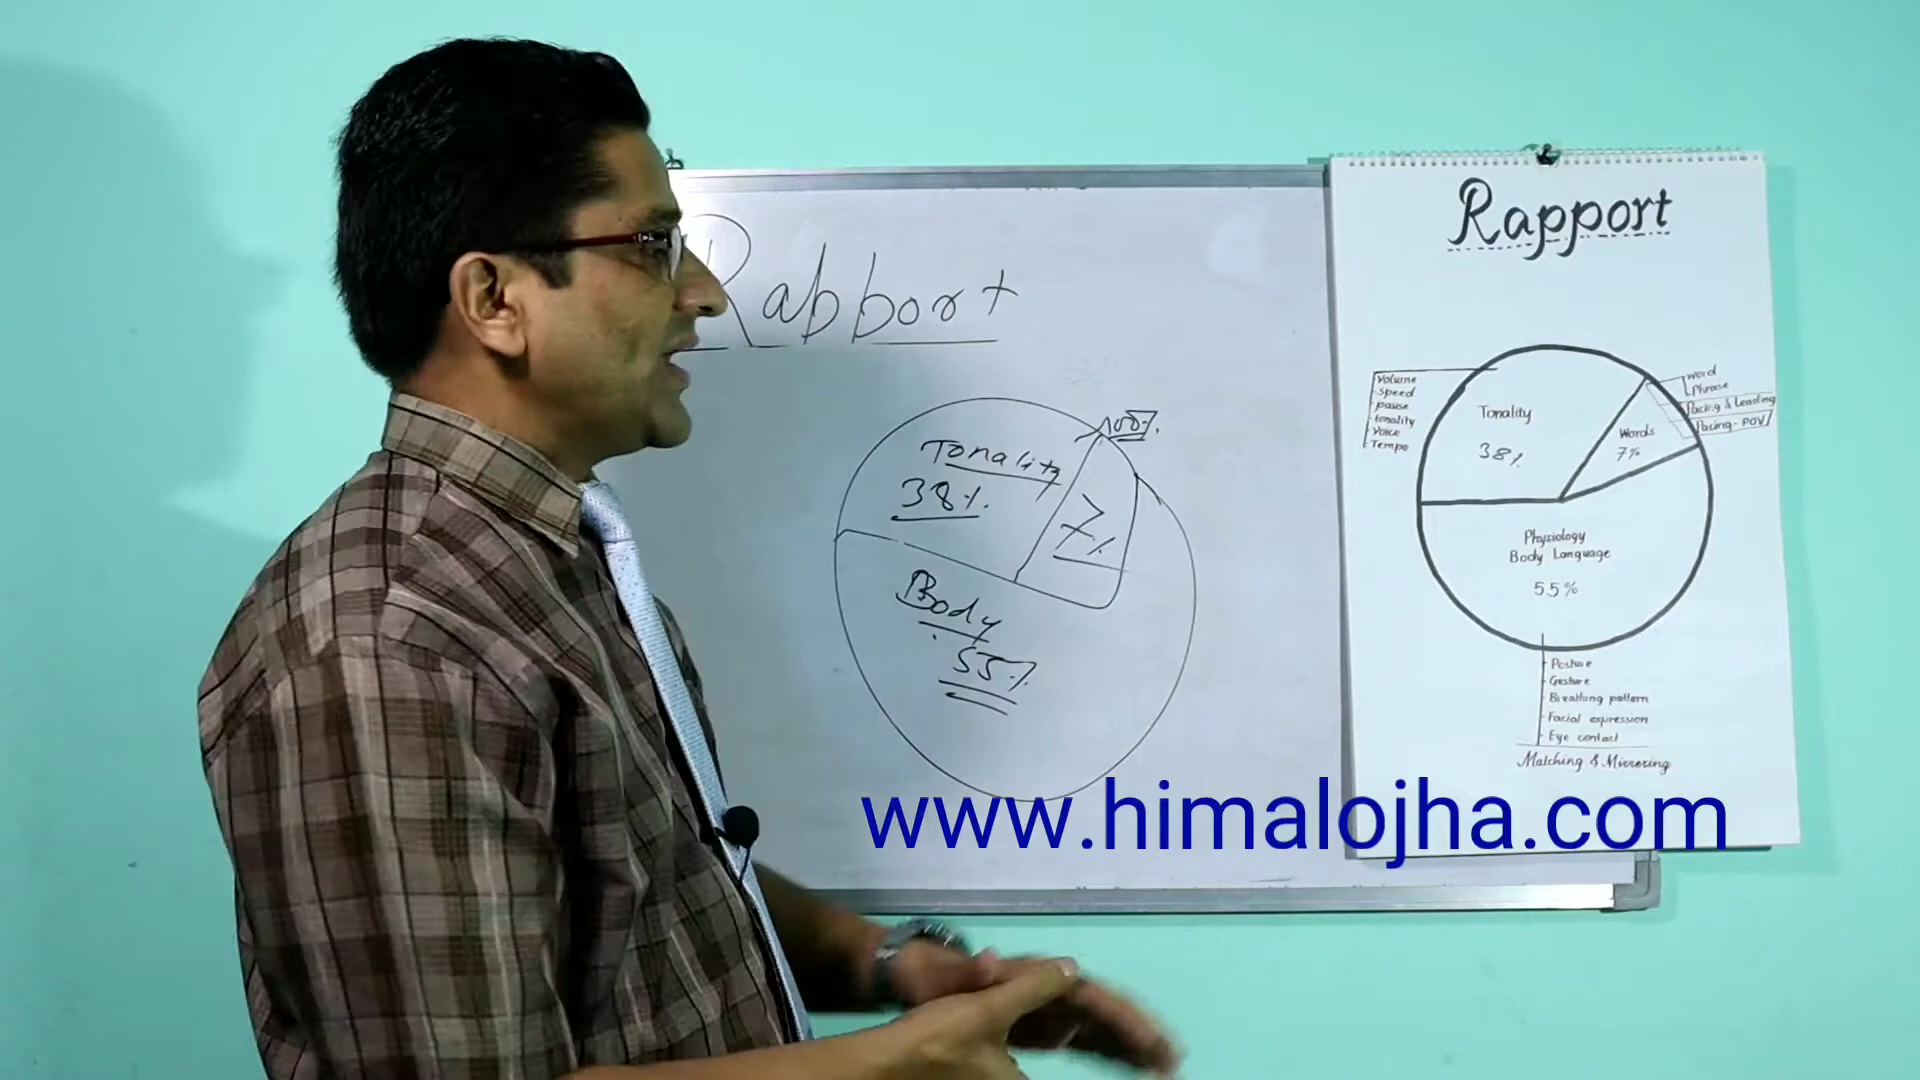 Rapport
Tonality
38%
100%
7%
Body
55%
Rapport
Volume
Speed
pause
tonality
Voice
Tempo
Tonality
38%
Words
7%
word
Phrase
Pacing & Leading
Pacing - POV
Physiology
Body Language
55%
Posture
Gesture
Breathing pattern
Facial expression
Eye contact
Matching & Mirroring
www.himalojha.com